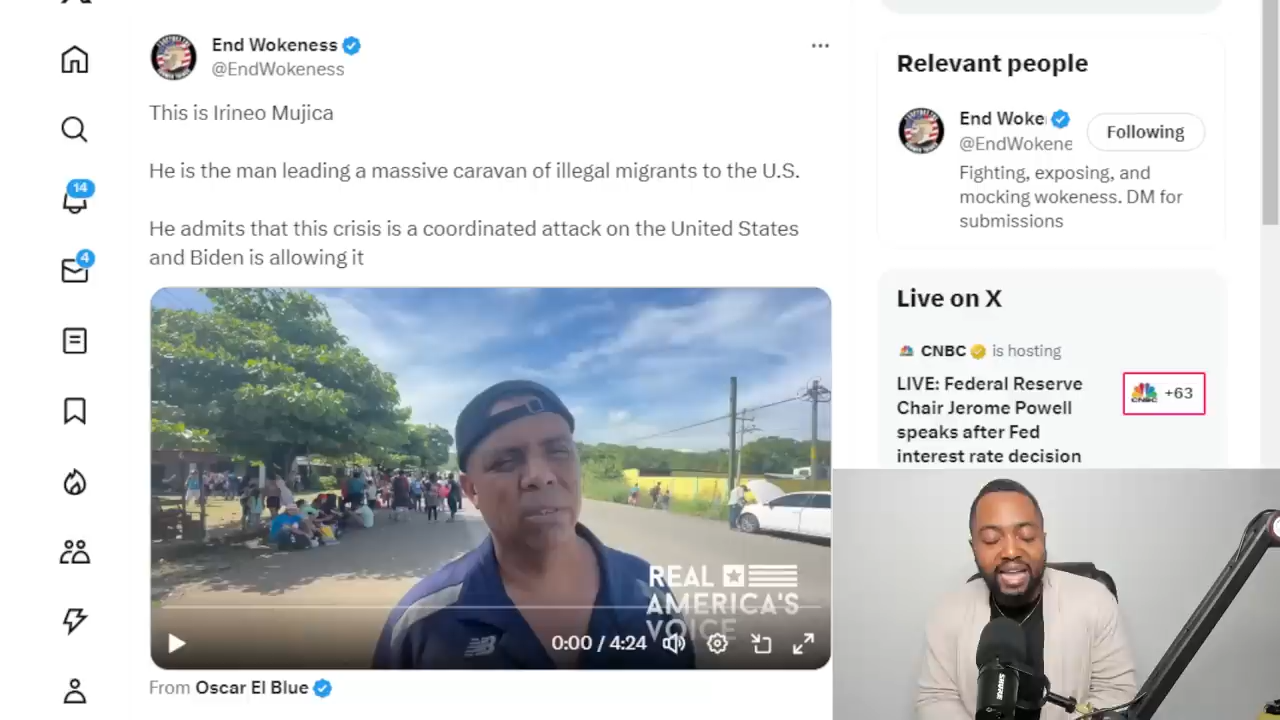 End Wokeness
@EndWokeness
This is Irineo Mujica
He is the man leading a massive caravan of illegal migrants to the U.S.
He admits that this crisis is a coordinated attack on the United States
and Biden is allowing it
REAL
AMERICA'S
VOICE
0:00 / 4:24
From Oscar El Blue
14
4
Relevant people
End Woke
@EndWokene
Following
Fighting, exposing, and
mocking wokeness. DM for
submissions
Live on X
CNBC is hosting
LIVE: Federal Reserve
Chair Jerome Powell
speaks after Fed
interest rate decision
CNBC +63
SHURE